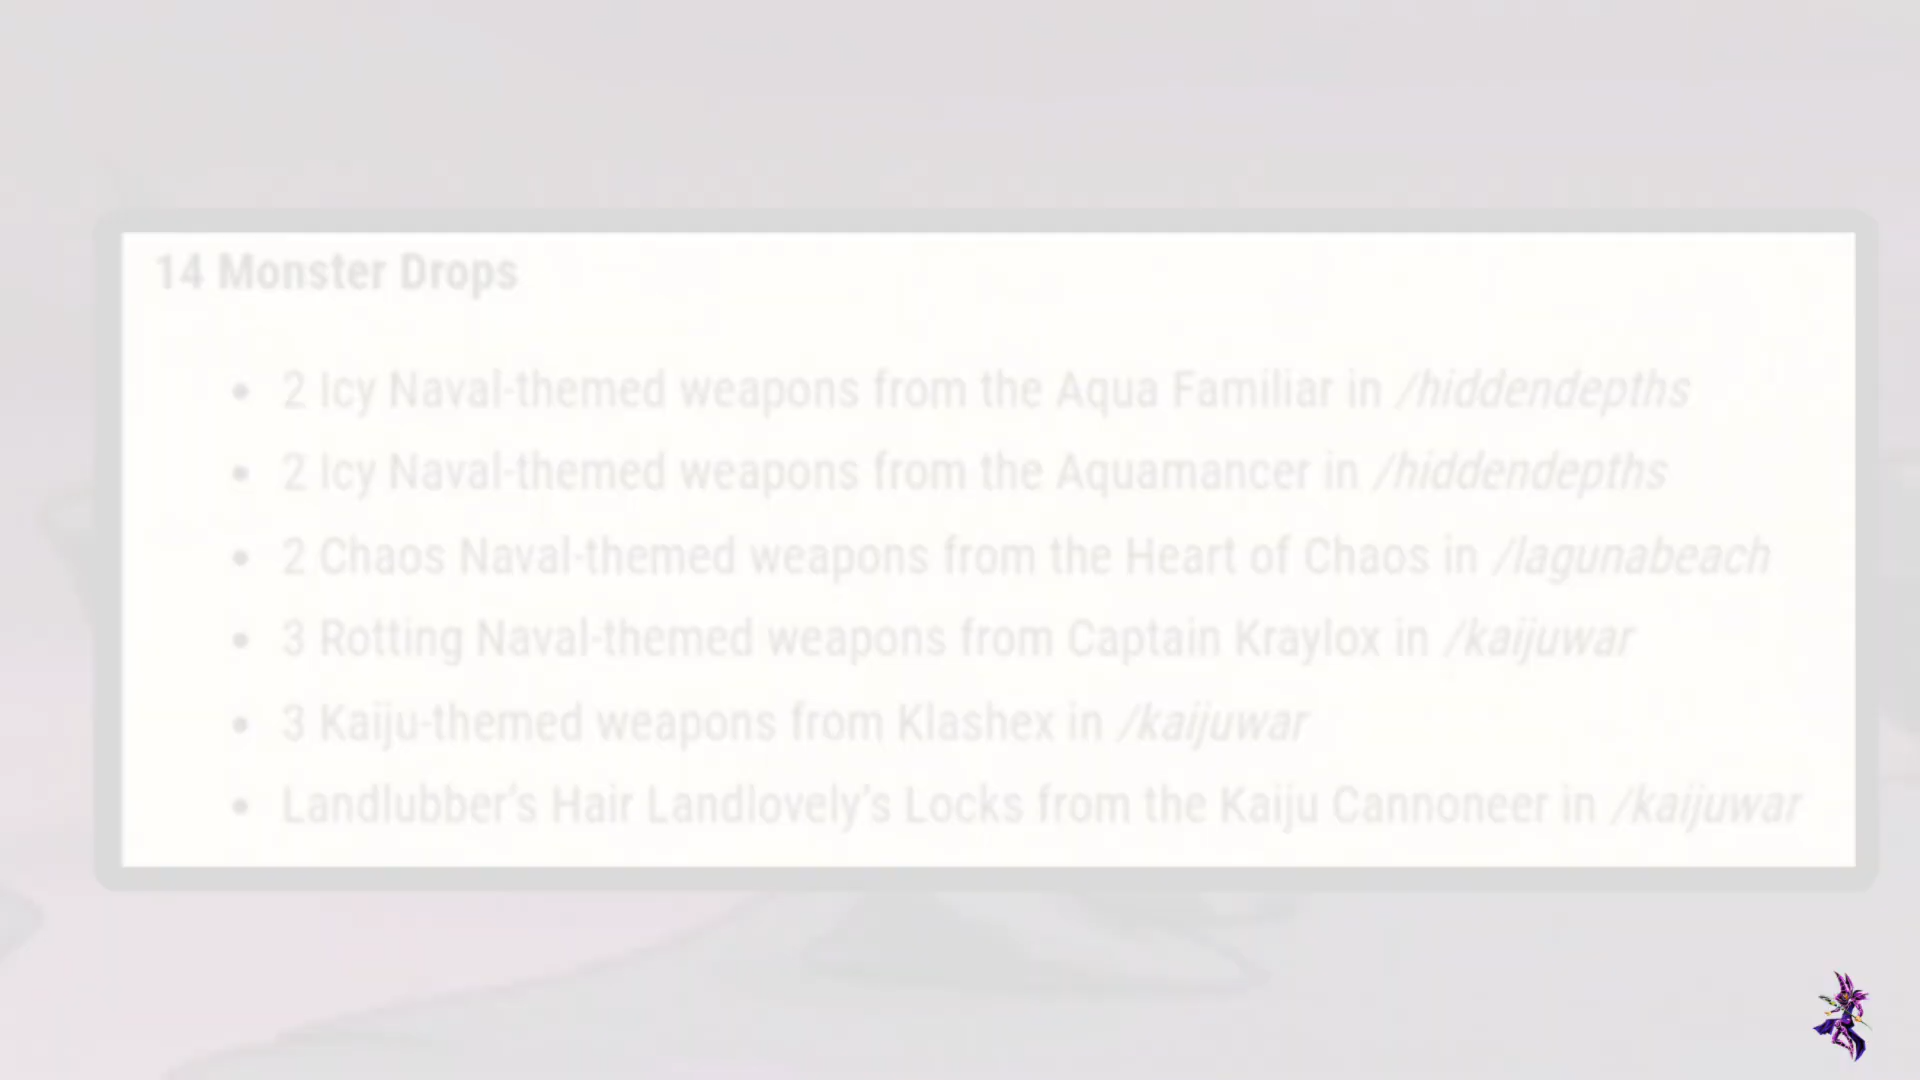 14 Monster Drops
• 2 Icy Naval-themed weapons from the Aqua Familiar in /hiddendepths
• 2 Icy Naval-themed weapons from the Aquamancer in /hiddendepths
• 2 Chaos Naval-themed weapons from the Heart of Chaos in /lagunabeach
• 3 Rotting Naval-themed weapons from Captain Kraylox in /kaijuwar
• 3 Kaiju-themed weapons from Klashex in /kaijuwar
• Landlubber's Hair Landlovely's Locks from the Kaiju Cannoneer in /kaijuwar